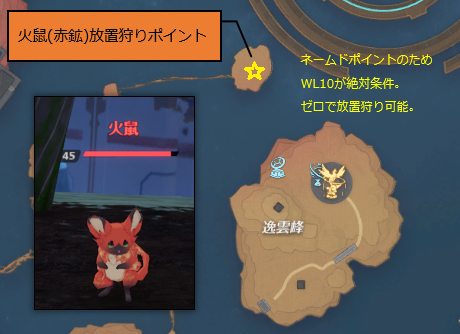 火鼠(赤鉱)放置狩りポイント
ネームドポイントのため
WL10が絶対条件。
ゼロで放置狩り可能。
火鼠
45
逸雲峰